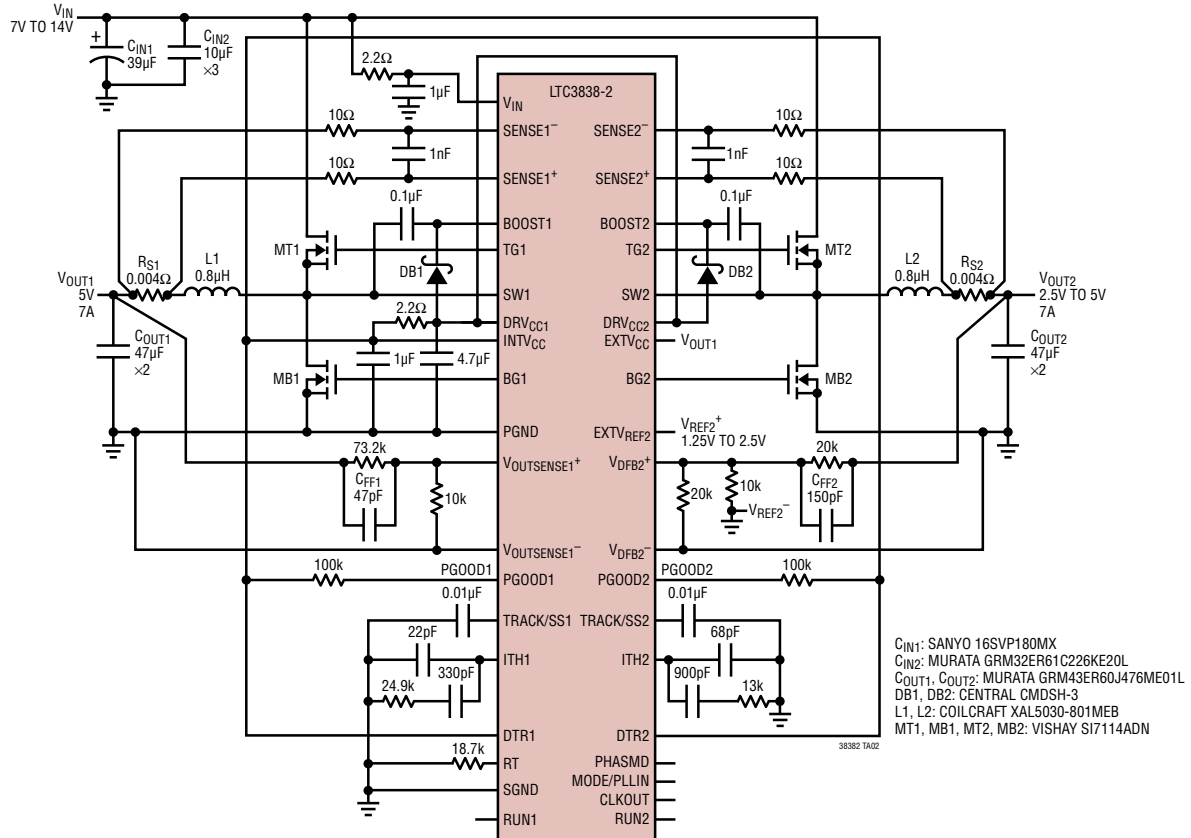 VIN
7V TO 14V
+
CIN1
39µF
CIN2
10µF
×3
2.2Ω
1µF
LTC3838-2
VIN
SENSE1−
SENSE2−
10Ω
10Ω
1nF
1nF
10Ω
10Ω
SENSE1+
SENSE2+
0.1µF
0.1µF
BOOST1
BOOST2
MT1
TG1
TG2
MT2
DB1
DB2
VOUT1
5V
7A
RS1
0.004Ω
L1
0.8µH
SW1
SW2
L2
0.8µH
RS2
0.004Ω
VOUT2
2.5V TO 5V
7A
2.2Ω
DRVCC1
DRVCC2
INTVCC
EXTVCC
VOUT1
COUT1
47µF
×2
1µF
4.7µF
COUT2
47µF
×2
MB1
BG1
BG2
MB2
PGND
EXTVREF2
VREF2+
1.25V TO 2.5V
73.2k
VOUTSENSE1+
VDFB2+
20k
CFF1
47pF
10k
20k
10k
CFF2
150pF
VREF2−
VOUTSENSE1−
VDFB2−
100k
PGOOD1
PGOOD1
PGOOD2
PGOOD2
100k
0.01µF
0.01µF
TRACK/SS1
TRACK/SS2
22pF
68pF
ITH1
ITH2
330pF
900pF
24.9k
13k
DTR1
DTR2
18.7k
RT
PHASMD
MODE/PLLIN
SGND
CLKOUT
RUN1
RUN2
38382 TA02
CIN1: SANYO 16SVP180MX
CIN2: MURATA GRM32ER61C226KE20L
COUT1, COUT2: MURATA GRM43ER60J476ME01L
DB1, DB2: CENTRAL CMDSH-3
L1, L2: COILCRAFT XAL5030-801MEB
MT1, MB1, MT2, MB2: VISHAY SI7114ADN